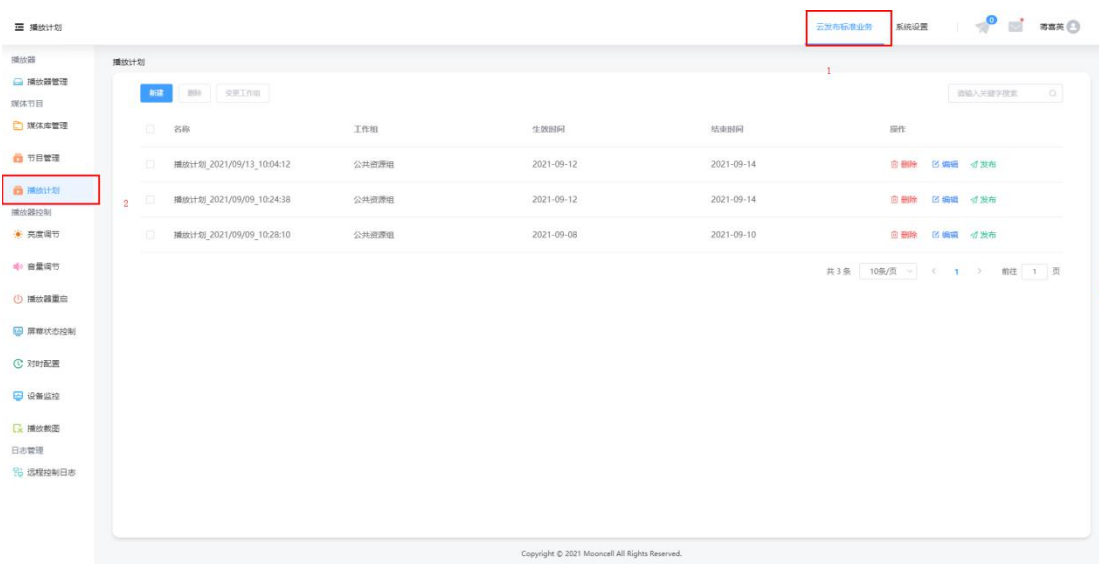 播放计划
云发布标准业务 系统设置 0 蒋喜英
播放器
播放器管理
媒体节目
媒体库管理
节目管理
播放计划
播放器控制
亮度调节
音量调节
播放器重启
屏幕状态控制
对时配置
设备监控
播放截图
日志管理
远程控制日志
播放计划
1
新建 删除 变更工作组 请输入关键字搜索
名称 工作组 生效时间 结束时间 操作
播放计划_2021/09/13_10:04:12 公共资源组 2021-09-12 2021-09-14 删除 编辑 发布
2 播放计划_2021/09/09_10:24:38 公共资源组 2021-09-12 2021-09-14 删除 编辑 发布
播放计划_2021/09/09_10:28:10 公共资源组 2021-09-08 2021-09-10 删除 编辑 发布
共 3 条 10条/页 < 1 > 前往 1 页
Copyright © 2021 Mooncell All Rights Reserved.